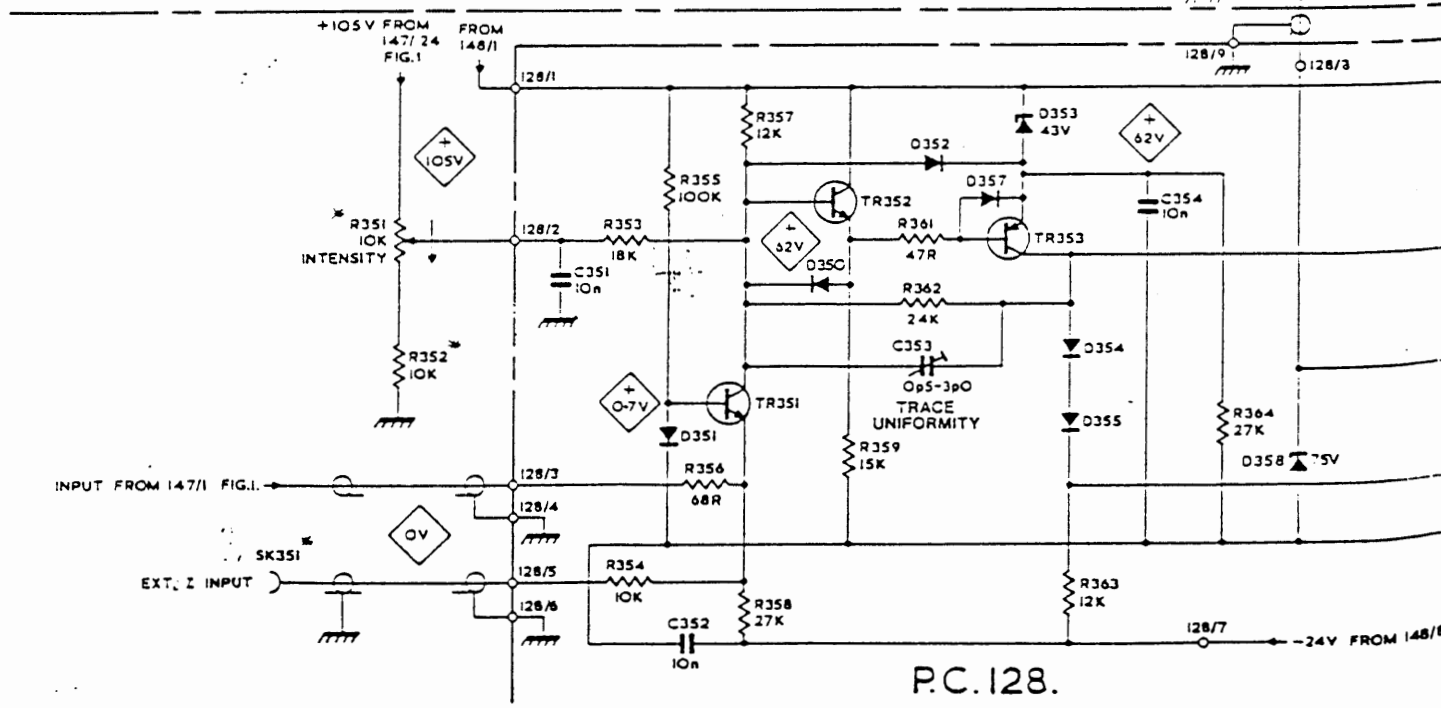 +105V FROM
147/24
FIG.1
FROM
148/1
128/1
128/9
128/3
+
105V
R357
12K
D353
43V
+
62V
D352
R355
100K
TR352
D357
C354
10n
*
R351
10K
INTENSITY
128/2
R353
18K
+
62V
R361
47R
TR353
C351
10n
D350
R362
24K
R352 *
10K
C353
0p5-3p0
TRACE
UNIFORMITY
D354
+
0-7V
TR351
D351
D355
R364
27K
R359
15K
D358 75V
INPUT FROM 147/1 FIG.1.
128/3
R356
68R
128/4
0V
SK351 *
EXT. Z INPUT
128/5
R354
10K
128/6
R358
27K
R363
12K
C352
10n
128/7
-24V FROM 148/
P.C.128.